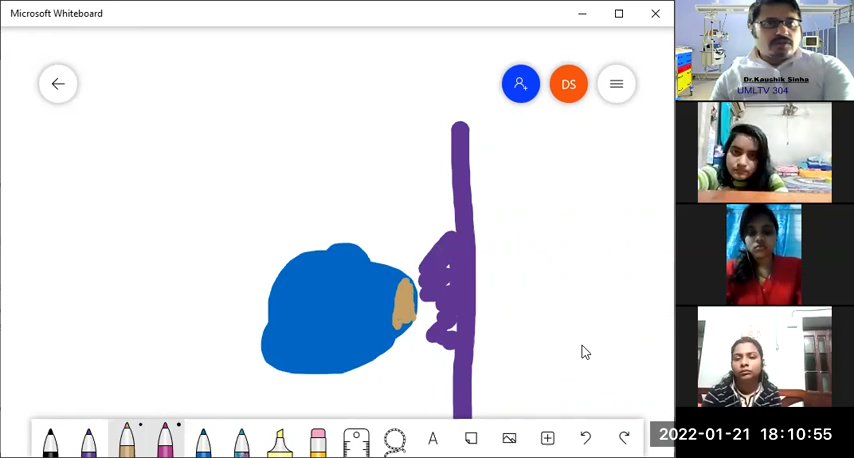 Microsoft Whiteboard
DS
Dr.Kaushik Sinha
UMLTV 304
A
2022-01-21 18:10:55